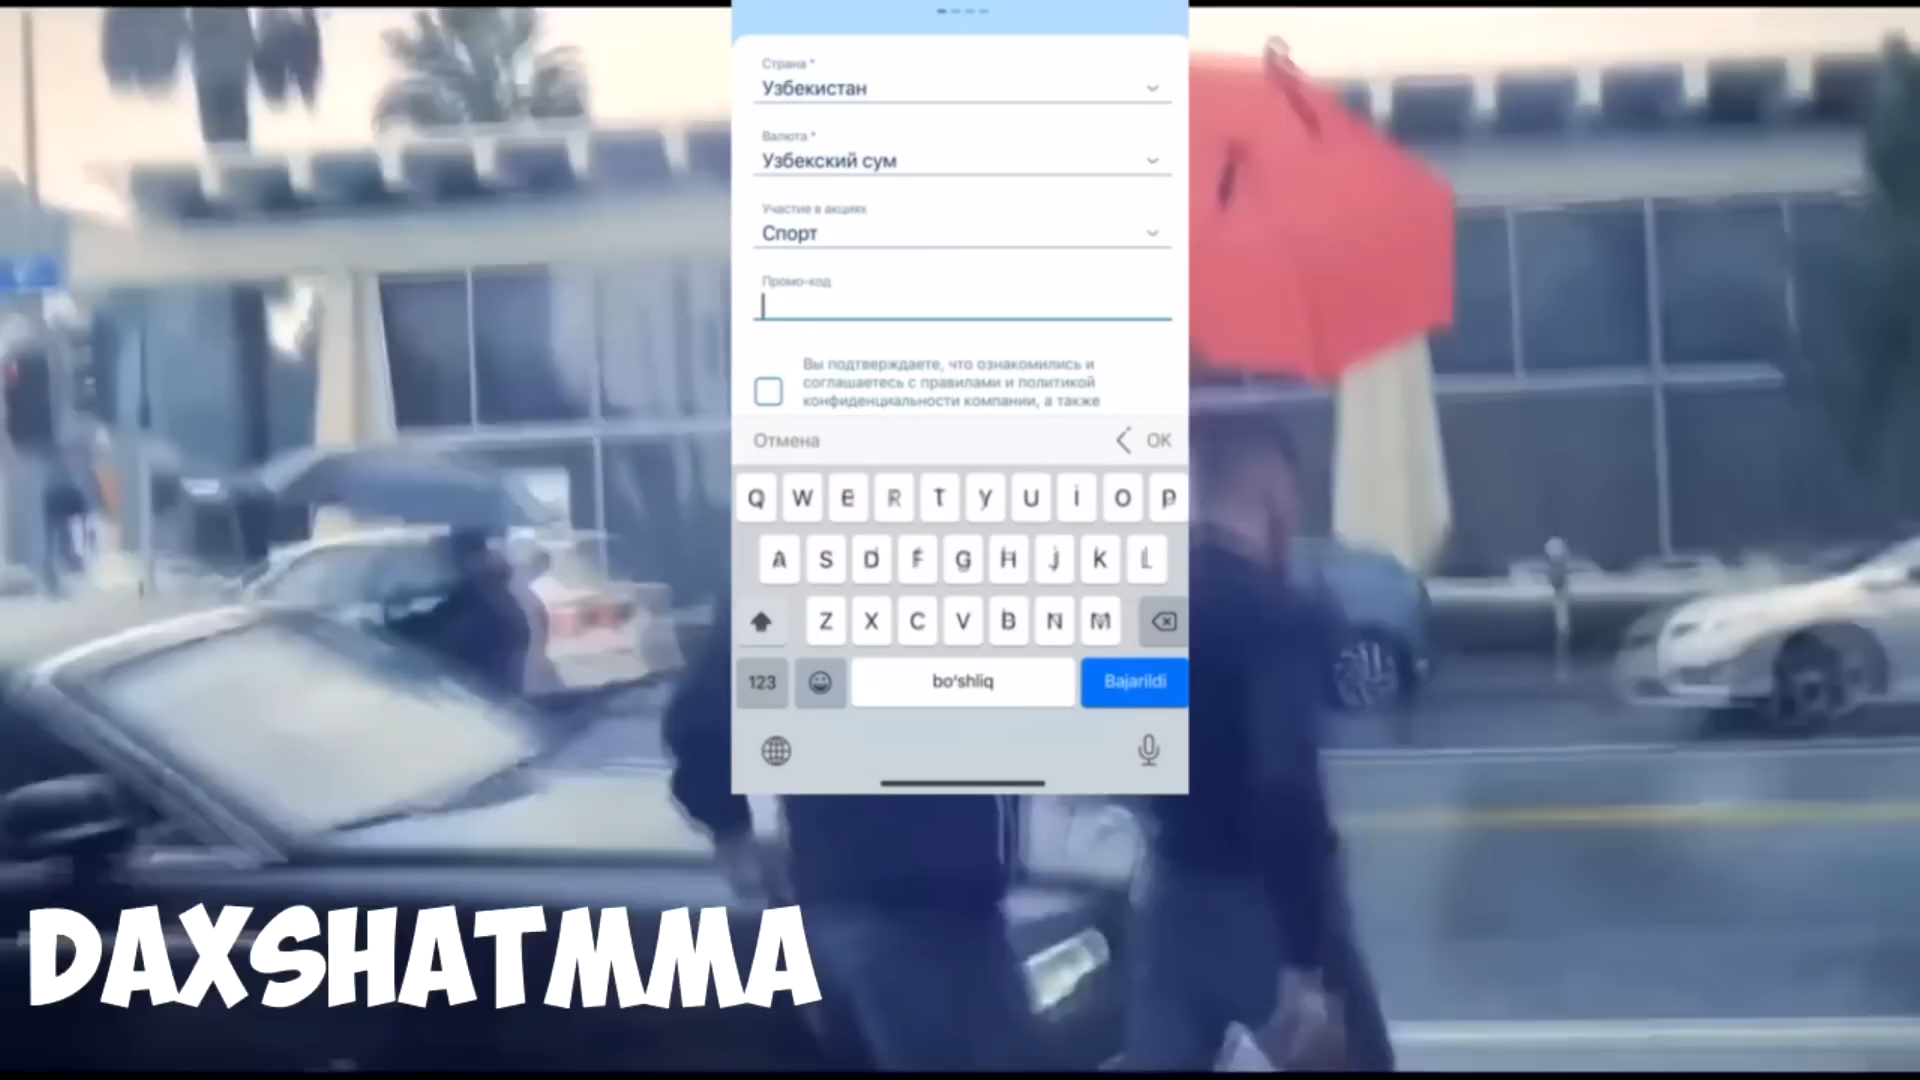 Страна *
Узбекистан
Валюта *
Узбекский сум
Участие в акциях
Спорт
Промо-код
Вы подтверждаете, что ознакомились и
соглашаетесь с правилами и политикой
конфиденциальности компании, а также
Отмена
OK
Q W E R T Y U I O P
A S D F G H J K L
Z X C V B N M
123
bo'shliq
Bajarildi
DAXSHATMMA